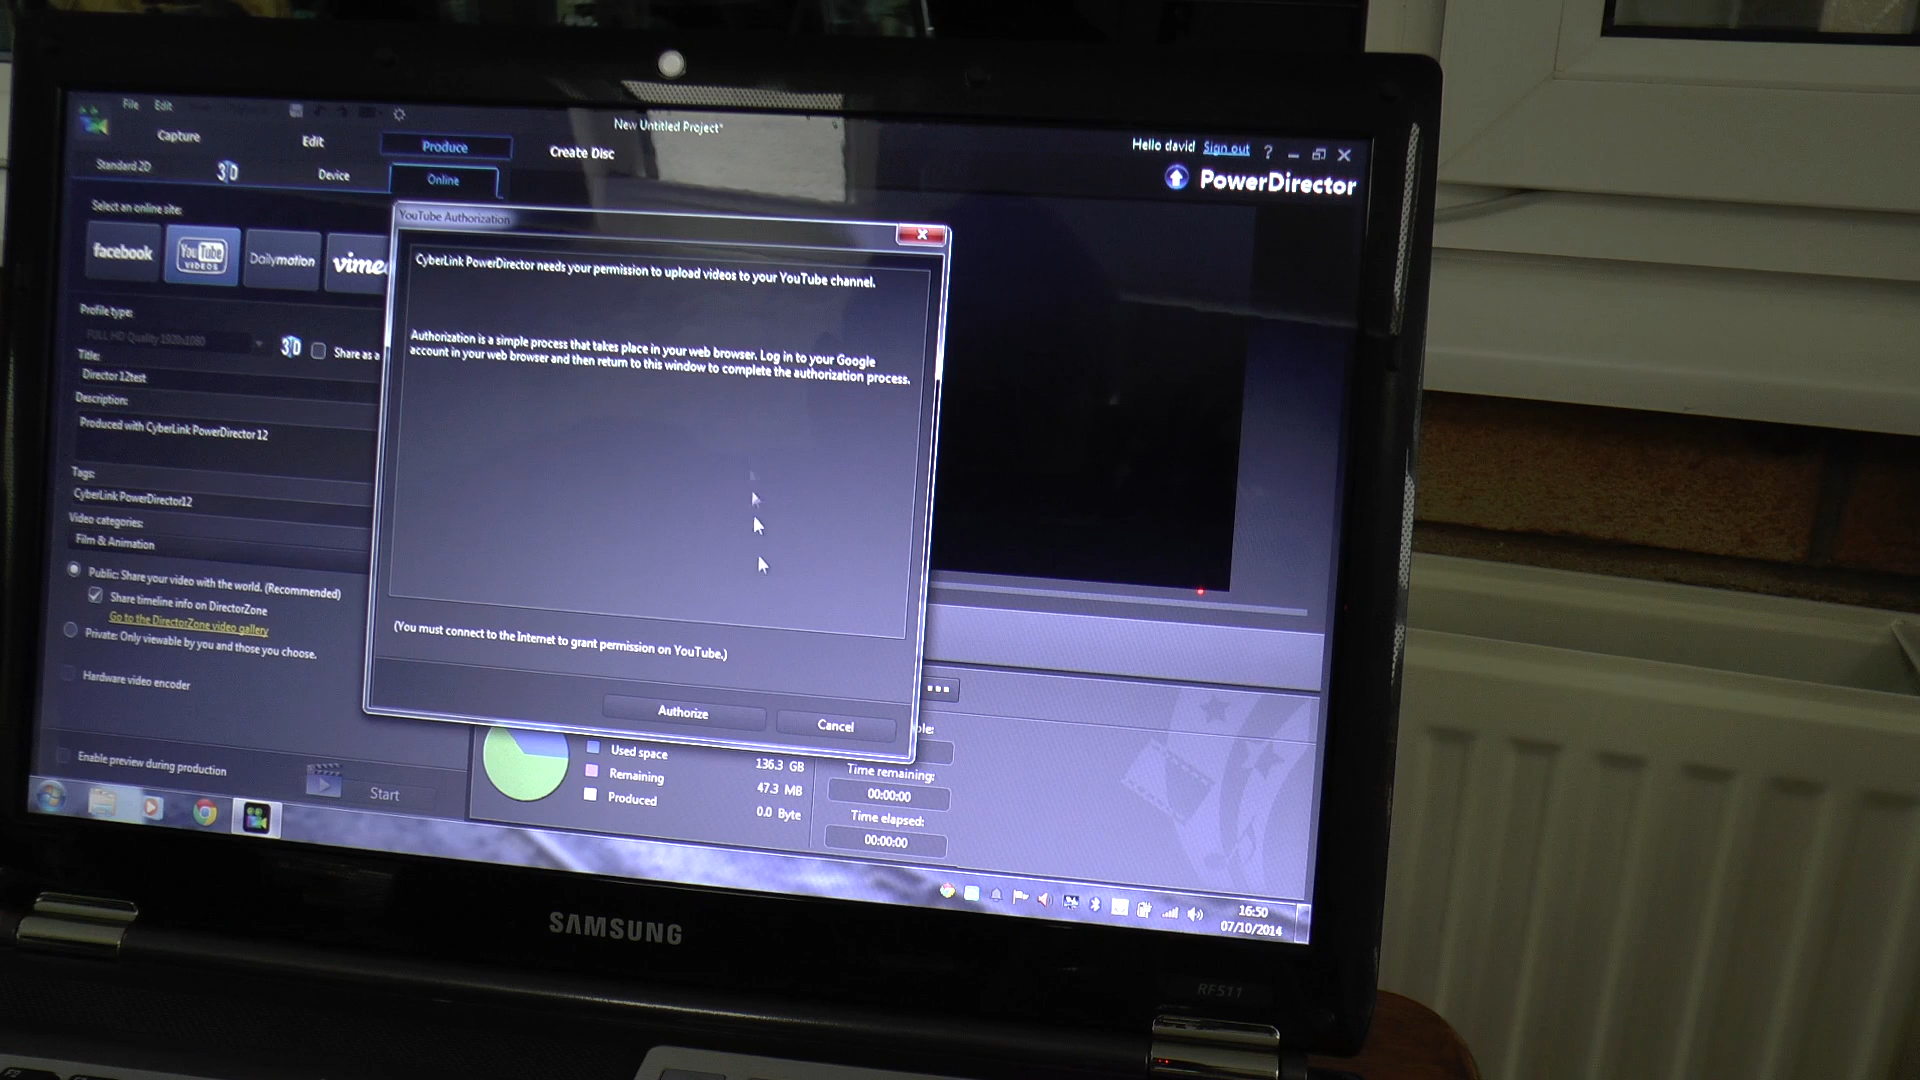 File Edit
New Untitled Project*
Capture Edit Produce Create Disc
Hello david Sign out ?
PowerDirector
Standard 2D 3D Device Online
Select an online site:
facebook You Tube VIDEOS Dailymotion vimeo
Profile type:
FULL HD Quality 1920x1080
3D Share as a
Title:
Director 12test
Description:
Produced with CyberLink PowerDirector 12
Tags:
CyberLink PowerDirector12
Video categories:
Film & Animation
Public: Share your video with the world. (Recommended)
Share timeline info on DirectorZone
Go to the DirectorZone video gallery
Private: Only viewable by you and those you choose.
Hardware video encoder
Enable preview during production
Start
YouTube Authorization
CyberLink PowerDirector needs your permission to upload videos to your YouTube channel.
Authorization is a simple process that takes place in your web browser. Log in to your Google
account in your web browser and then return to this window to complete the authorization process.
(You must connect to the Internet to grant permission on YouTube.)
Authorize Cancel
Used space 136.3 GB
Remaining 47.3 MB
Produced 0.0 Byte
Time remaining:
00:00:00
Time elapsed:
00:00:00
16:50
07/10/2014
SAMSUNG
RF511